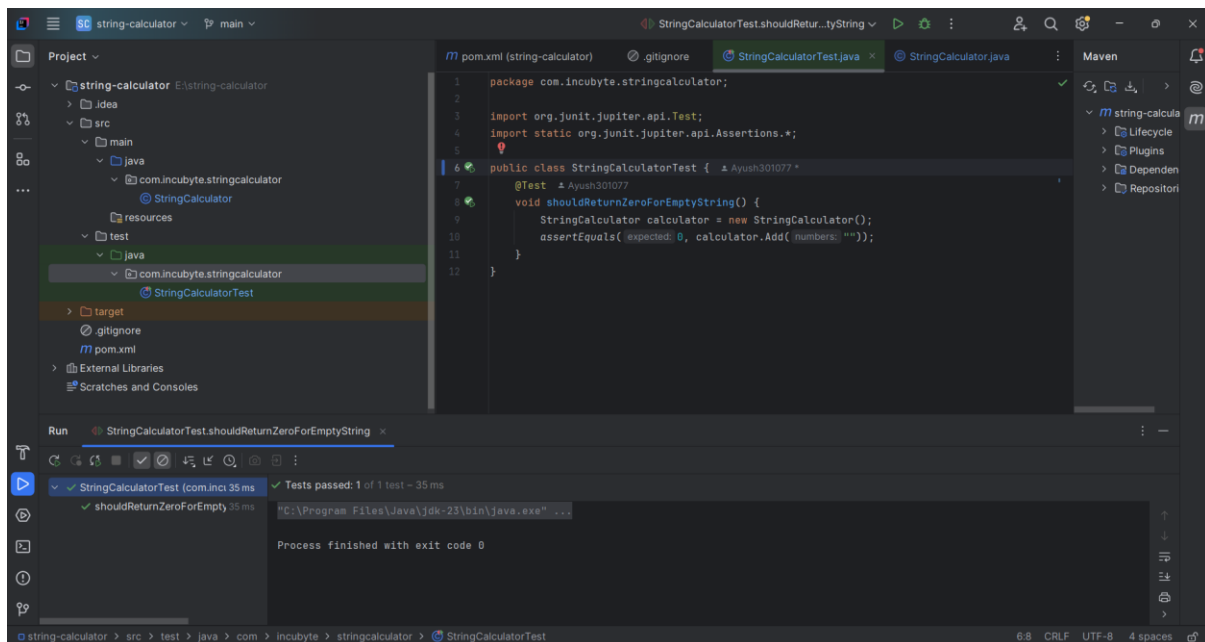 SC string-calculator main StringCalculatorTest.shouldRetur...tyString
Project
string-calculator E:\string-calculator
.idea
src
main
java
com.incubyte.stringcalculator
StringCalculator
resources
test
java
com.incubyte.stringcalculator
StringCalculatorTest
target
.gitignore
m pom.xml
External Libraries
Scratches and Consoles
m pom.xml (string-calculator) .gitignore StringCalculatorTest.java StringCalculator.java
1 package com.incubyte.stringcalculator;
2
3 import org.junit.jupiter.api.Test;
4 import static org.junit.jupiter.api.Assertions.*;
5
6 public class StringCalculatorTest { Ayush301077 *
7 @Test Ayush301077
8 void shouldReturnZeroForEmptyString() {
9 StringCalculator calculator = new StringCalculator();
10 assertEquals( expected: 0, calculator.Add( numbers: ""));
11 }
12 }
Maven
m string-calcula
Lifecycle
Plugins
Dependen
Repositori
m
Run StringCalculatorTest.shouldReturnZeroForEmptyString
StringCalculatorTest (com.incu 35 ms
shouldReturnZeroForEmpty 35 ms
Tests passed: 1 of 1 test – 35 ms
"C:\Program Files\Java\jdk-23\bin\java.exe" ...
Process finished with exit code 0
string-calculator > src > test > java > com > incubyte > stringcalculator > StringCalculatorTest 6:8 CRLF UTF-8 4 spaces